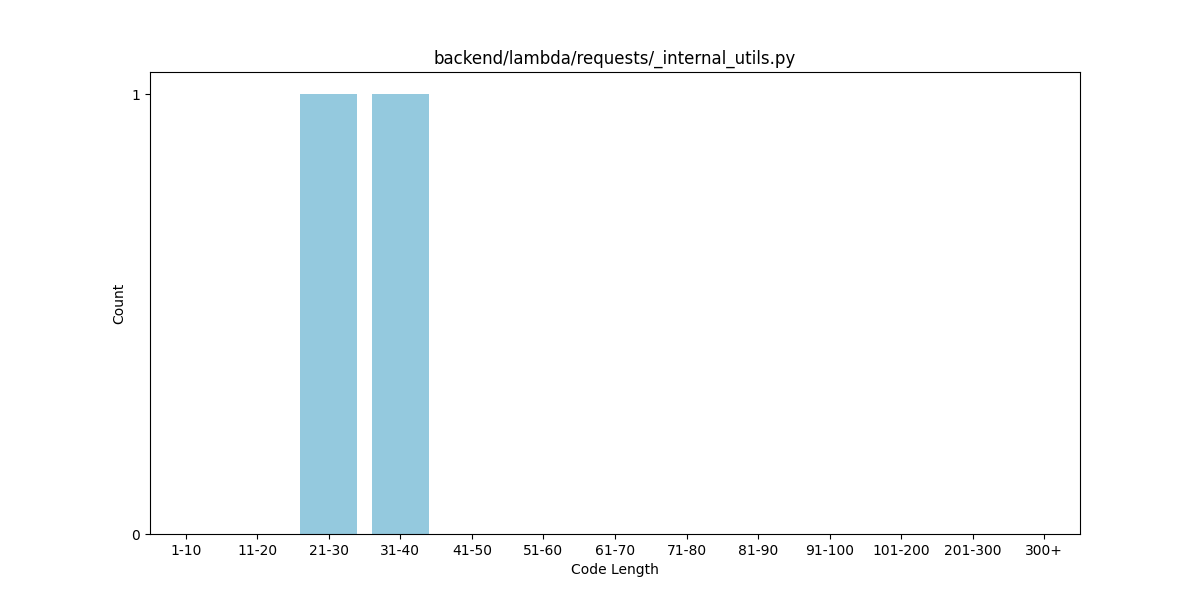 backend/lambda/requests/_internal_utils.py
1
Count
0
1-10 11-20 21-30 31-40 41-50 51-60 61-70 71-80 81-90 91-100 101-200 201-300 300+
Code Length